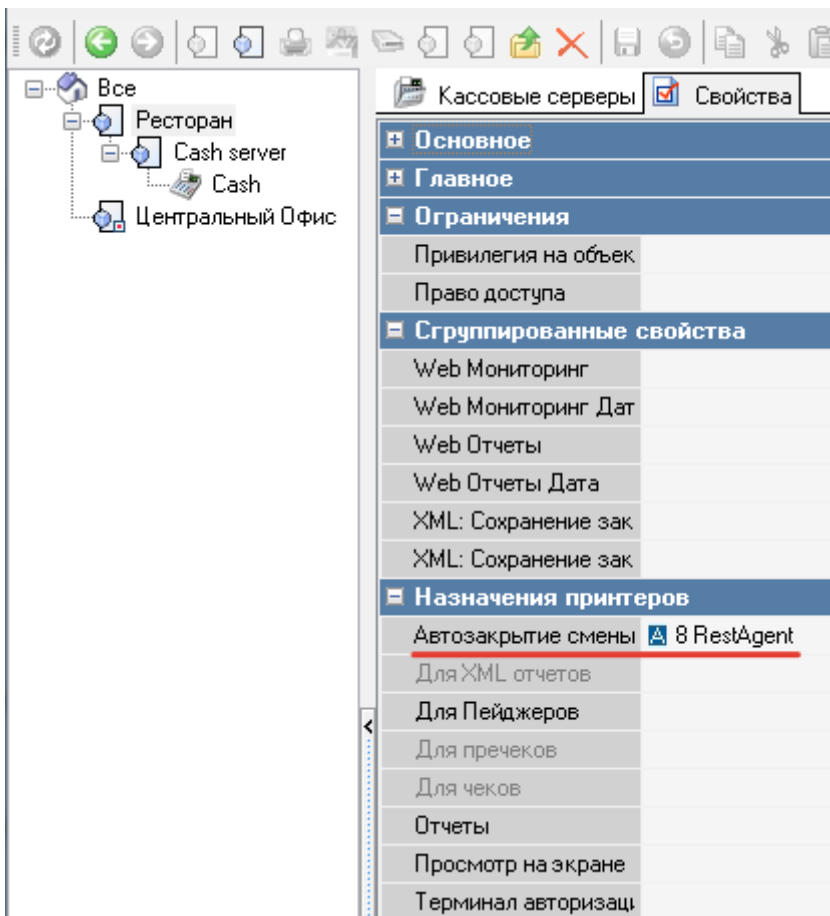 Все
Ресторан
Cash server
Cash
Центральный Офис
Кассовые серверы
Свойства
Основное
Главное
Ограничения
Привилегия на объек
Право доступа
Сгруппированные свойства
Web Мониторинг
Web Мониторинг Дат
Web Отчеты
Web Отчеты Дата
XML: Сохранение зак
XML: Сохранение зак
Назначения принтеров
Автозакрытие смены A 8 RestAgent
Для XML отчетов
Для Пейджеров
Для пречеков
Для чеков
Отчеты
Просмотр на экране
Терминал авторизаци